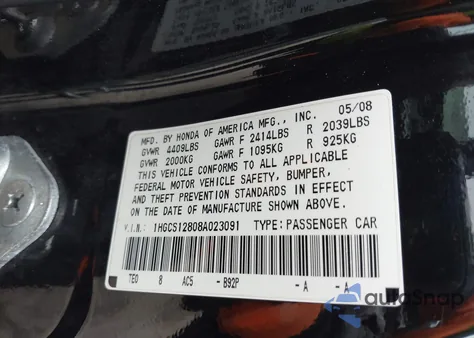 MFD. BY HONDA OF AMERICA MFG., INC. 05/08
GVWR 4409LBS GAWR F 2414LBS R 2039LBS
GVWR 2000KG GAWR F 1095KG R 925KG
THIS VEHICLE CONFORMS TO ALL APPLICABLE
FEDERAL MOTOR VEHICLE SAFETY, BUMPER,
AND THEFT PREVENTION STANDARDS IN EFFECT
ON THE DATE OF MANUFACTURE SHOWN ABOVE.
V.I.N.: 1HGCS12808A023091 TYPE: PASSENGER CAR
TE0 8 AC5 - B92P - A - A
autosnap